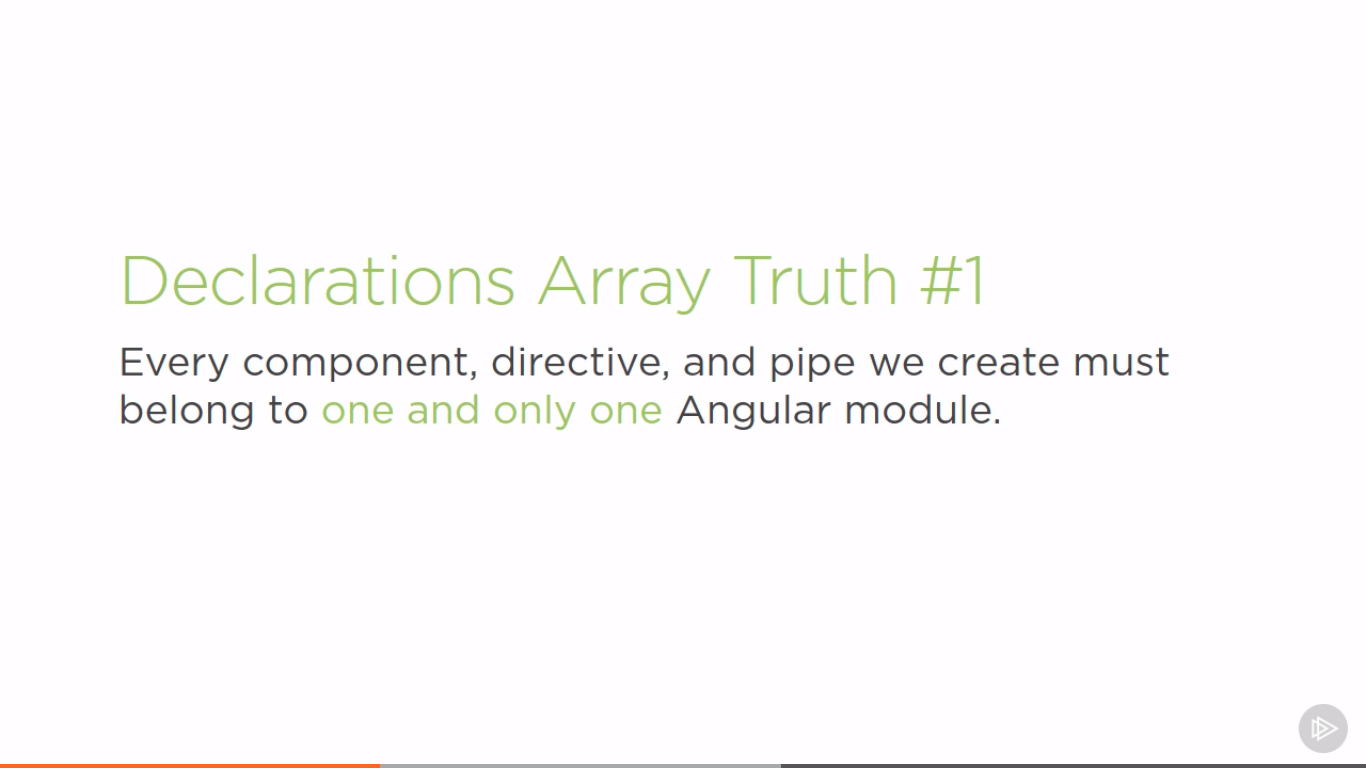 Declarations Array Truth #1
Every component, directive, and pipe we create must
belong to one and only one Angular module.